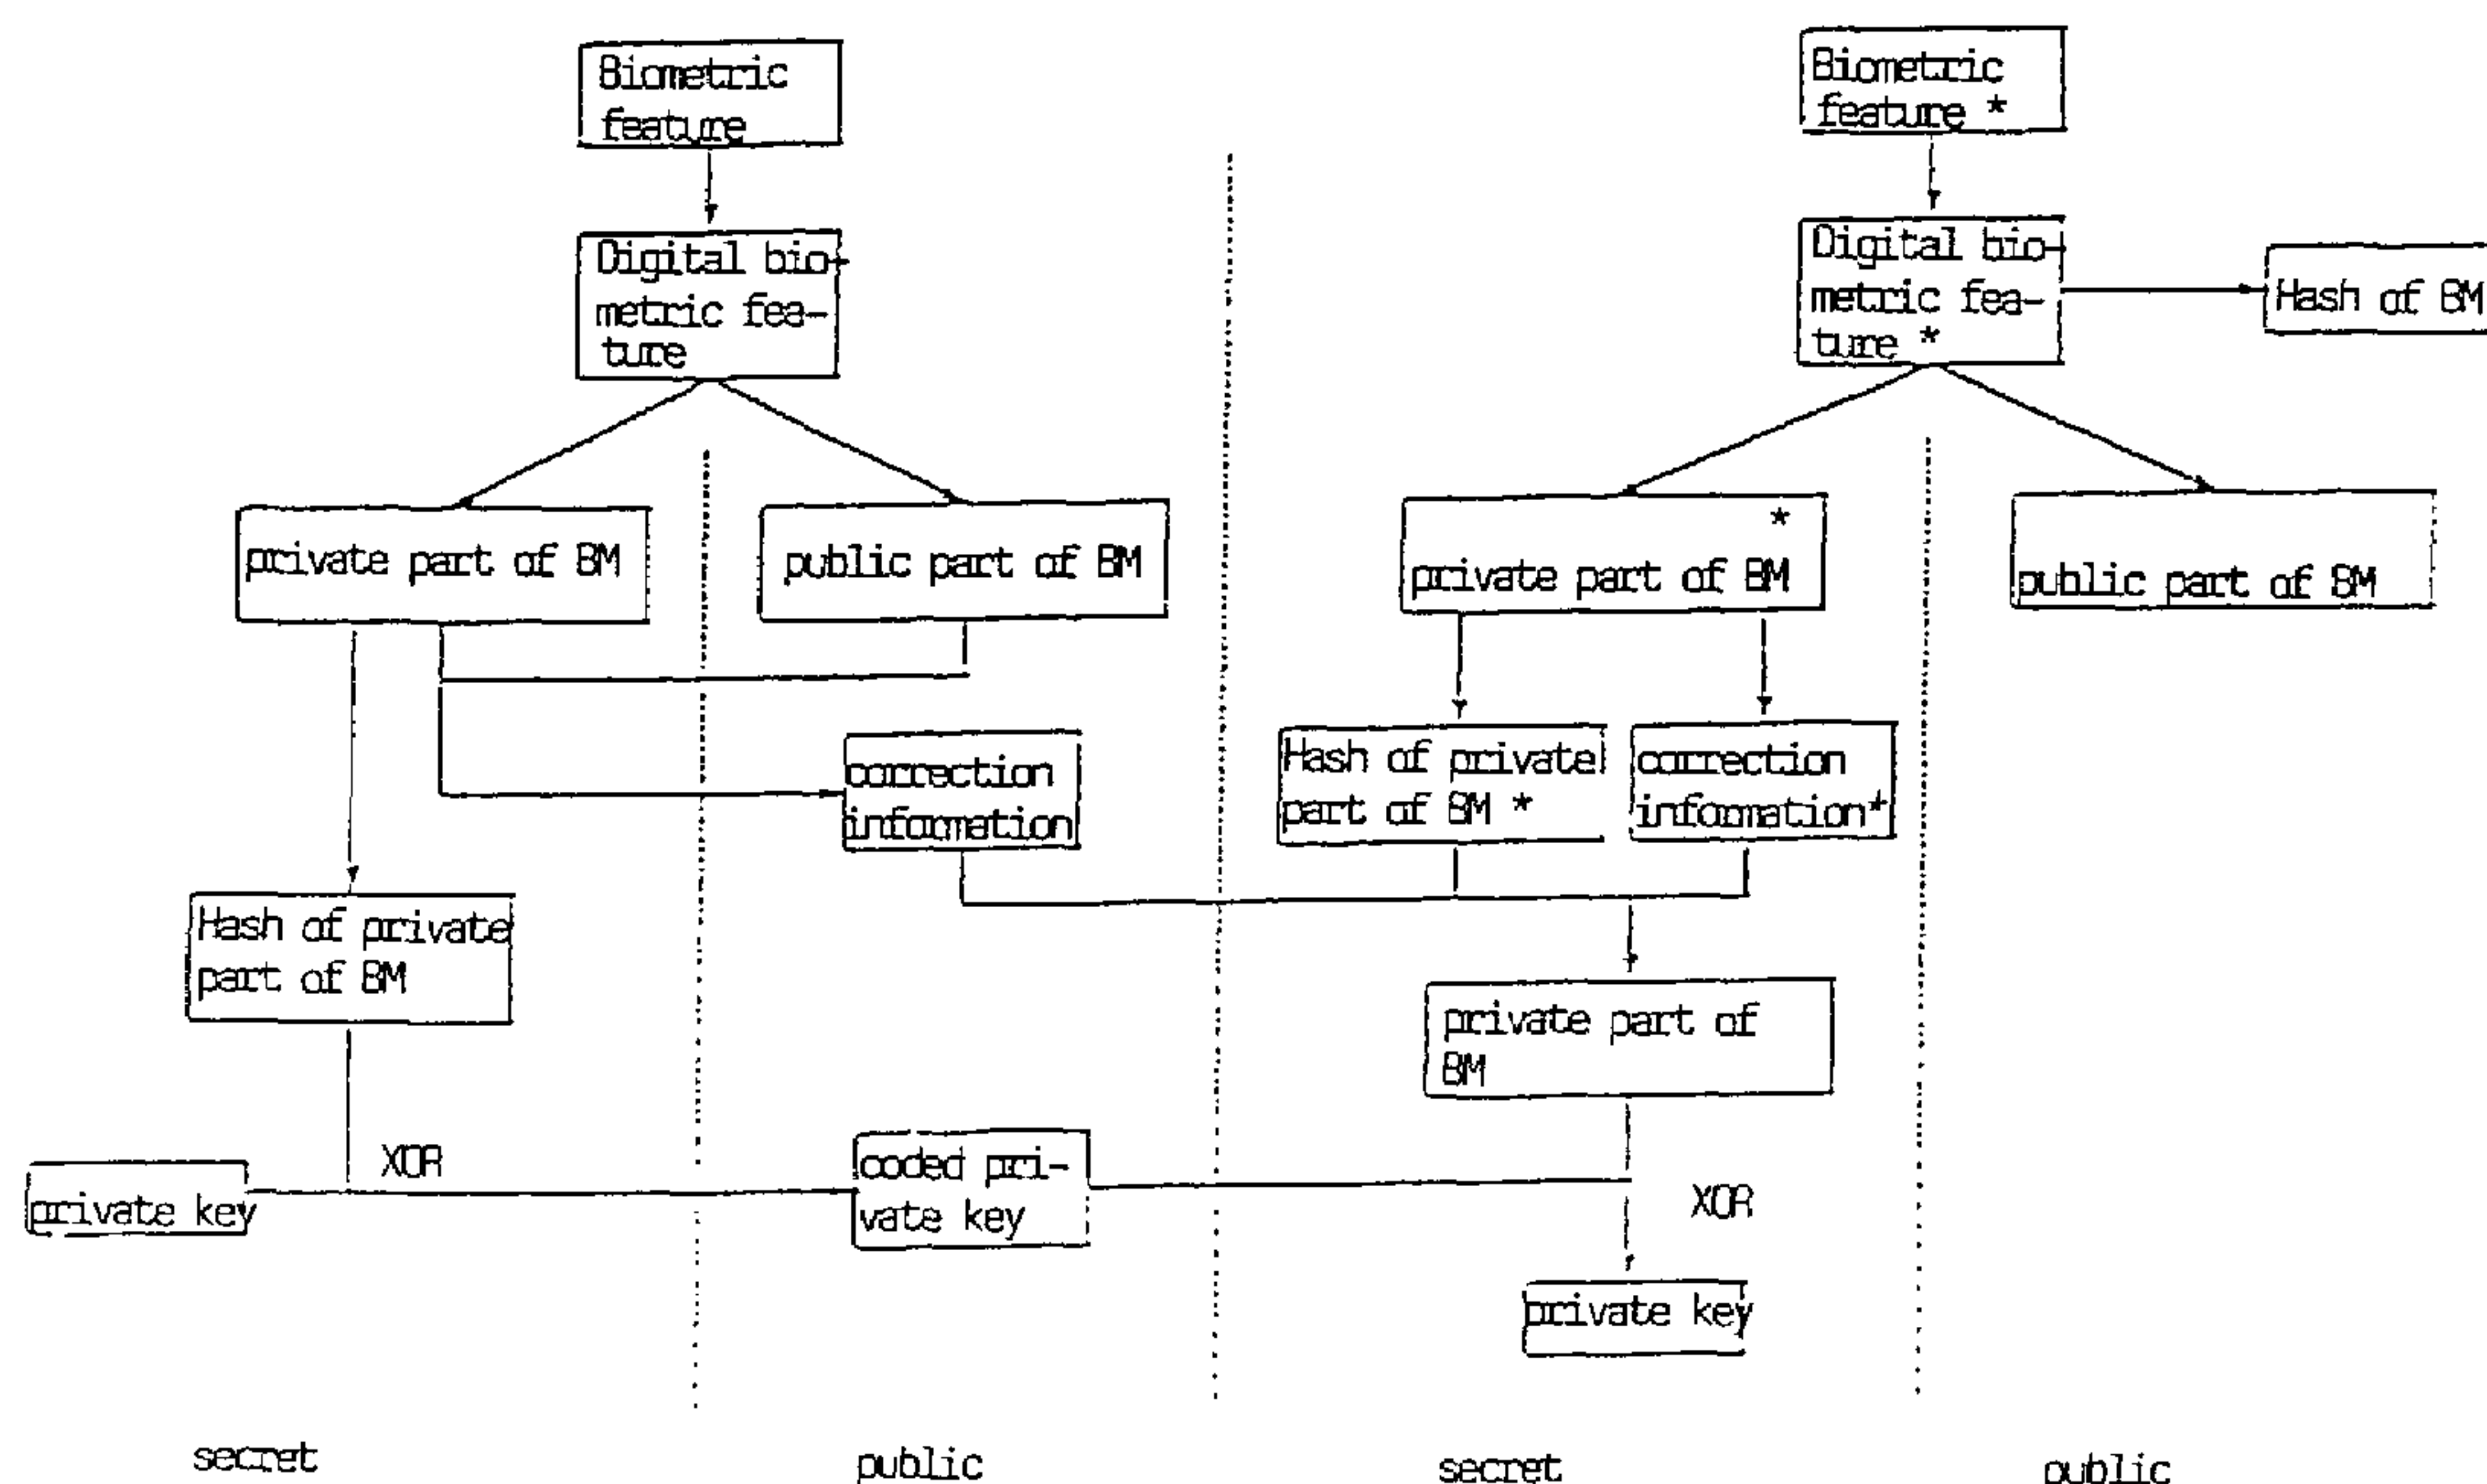 Biometric
feature
Digital bio-
metric fea-
ture
private part of BM
public part of BM
correction
information
Hash of private
part of BM
XOR
private key
coded pri-
vate key
secret
public
Biometric
feature *
Digital bio-
metric fea-
ture *
Hash of BM
*
private part of BM
public part of BM
Hash of private
part of BM *
correction
information*
private part of
BM
XOR
private key
secret
public